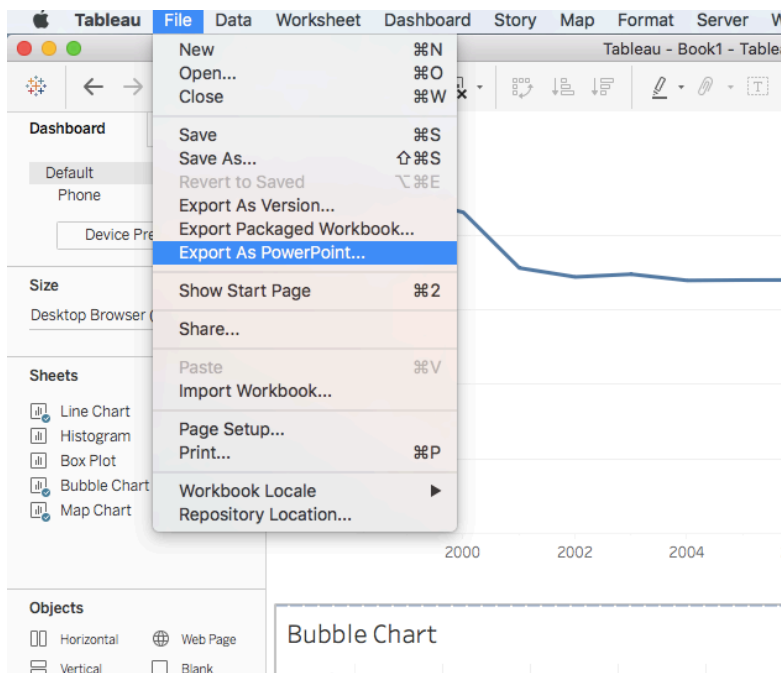 Tableau File Data Worksheet Dashboard Story Map Format Server
Tableau - Book1 - Table
New ⌘N
Open... ⌘O
Close ⌘W
Save ⌘S
Save As... ⇧⌘S
Revert to Saved ⌥⌘E
Export As Version...
Export Packaged Workbook...
Export As PowerPoint...
Show Start Page ⌘2
Share...
Paste ⌘V
Import Workbook...
Page Setup...
Print... ⌘P
Workbook Locale
Repository Location...
Dashboard
Default
Phone
Device Pre
Size
Desktop Browser (
Sheets
Line Chart
Histogram
Box Plot
Bubble Chart
Map Chart
Objects
Horizontal Web Page
Vertical Blank
T
2000 2002 2004
Bubble Chart